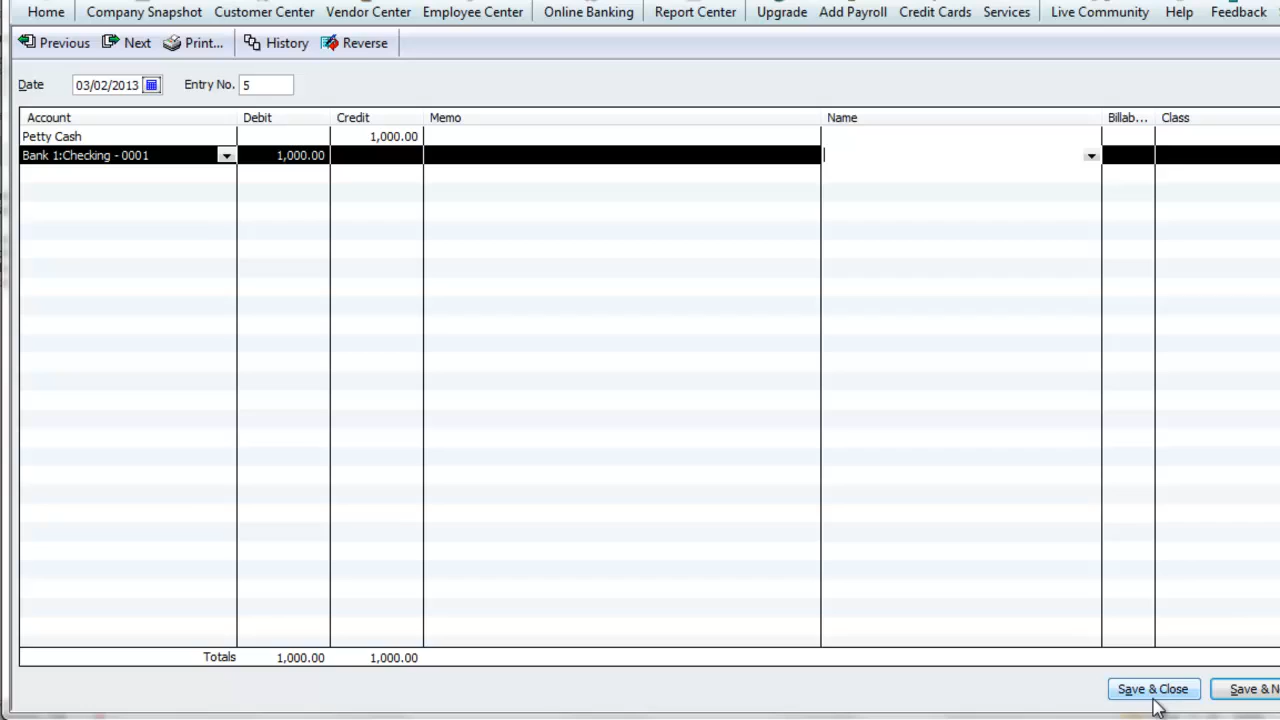 Home Company Snapshot Customer Center Vendor Center Employee Center Online Banking Report Center Upgrade Add Payroll Credit Cards Services Live Community Help Feedback
Previous Next Print... History Reverse
Date 03/02/2013 Entry No. 5
Account Debit Credit Memo Name Billab... Class
Petty Cash 1,000.00
Bank 1:Checking - 0001 1,000.00
Totals 1,000.00 1,000.00
Save & Close Save & N